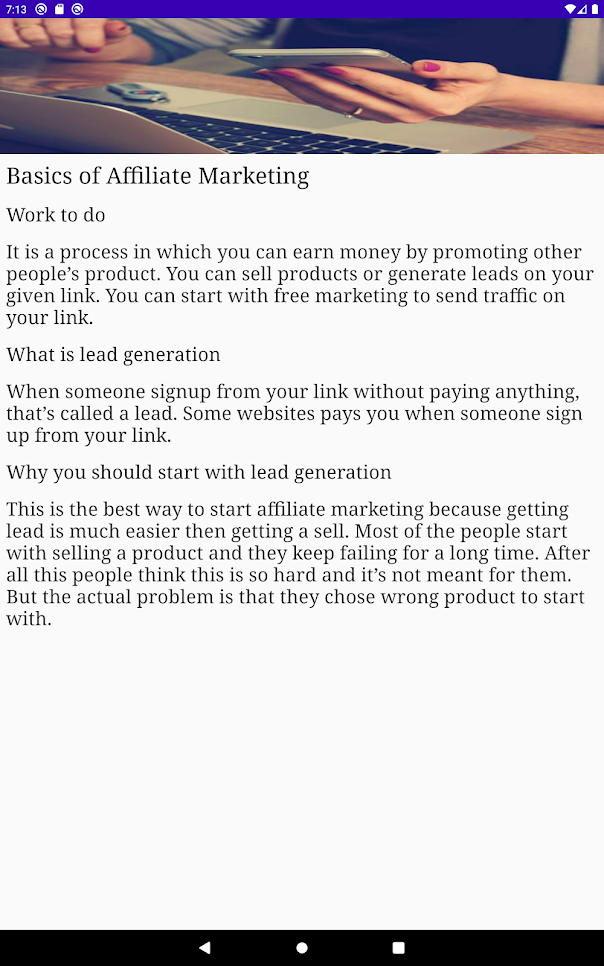 7:13
Basics of Affiliate Marketing
Work to do
It is a process in which you can earn money by promoting other
people’s product. You can sell products or generate leads on your
given link. You can start with free marketing to send traffic on
your link.
What is lead generation
When someone signup from your link without paying anything,
that’s called a lead. Some websites pays you when someone sign
up from your link.
Why you should start with lead generation
This is the best way to start affiliate marketing because getting
lead is much easier then getting a sell. Most of the people start
with selling a product and they keep failing for a long time. After
all this people think this is so hard and it’s not meant for them.
But the actual problem is that they chose wrong product to start
with.